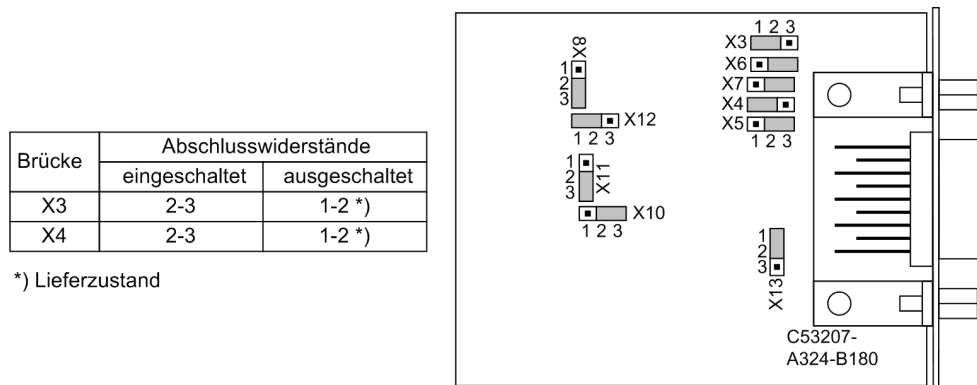 Brücke
Abschlusswiderstände
eingeschaltet ausgeschaltet
X3 2-3 1-2 *)
X4 2-3 1-2 *)
*) Lieferzustand
X8
1
2
3
X12
1 2 3
1
2
3
X11
X10
1 2 3
1 2 3
X3
X6
X7
X4
X5
1 2 3
1
2
3
X13
C53207-
A324-B180